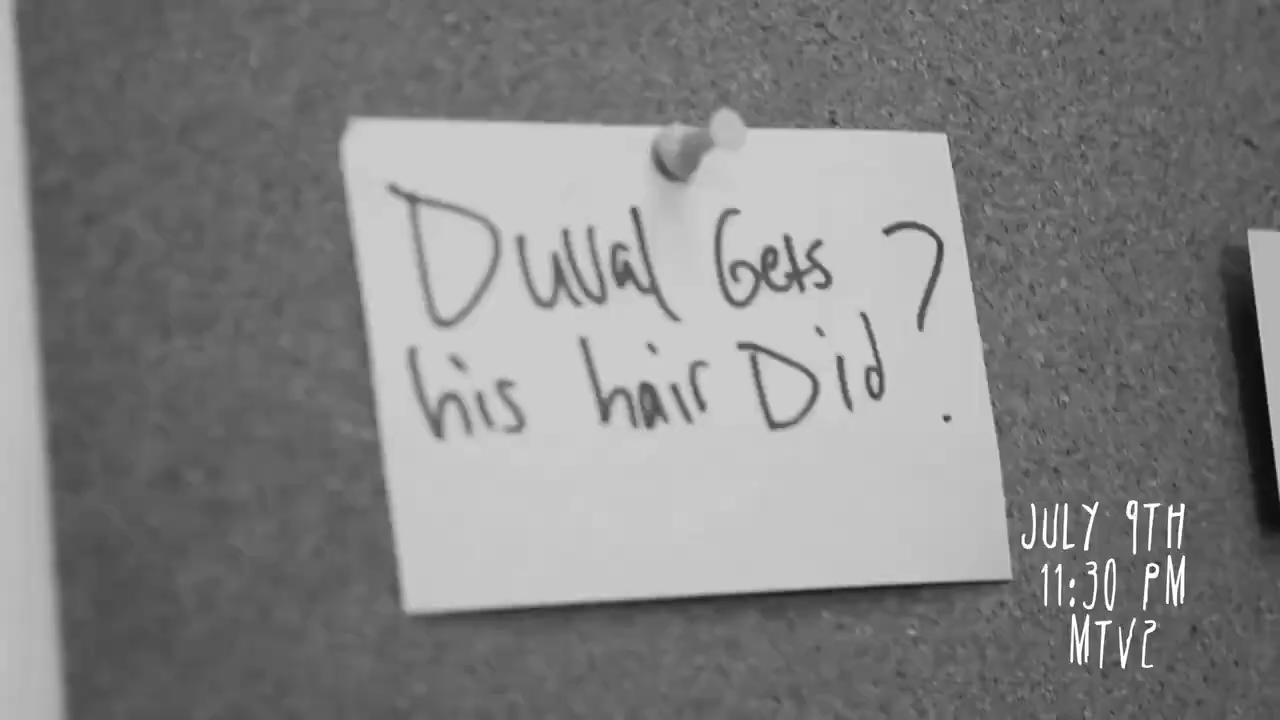 Duval Gets ?
his hair Did
JULY 9TH
11:30 PM
MTV2